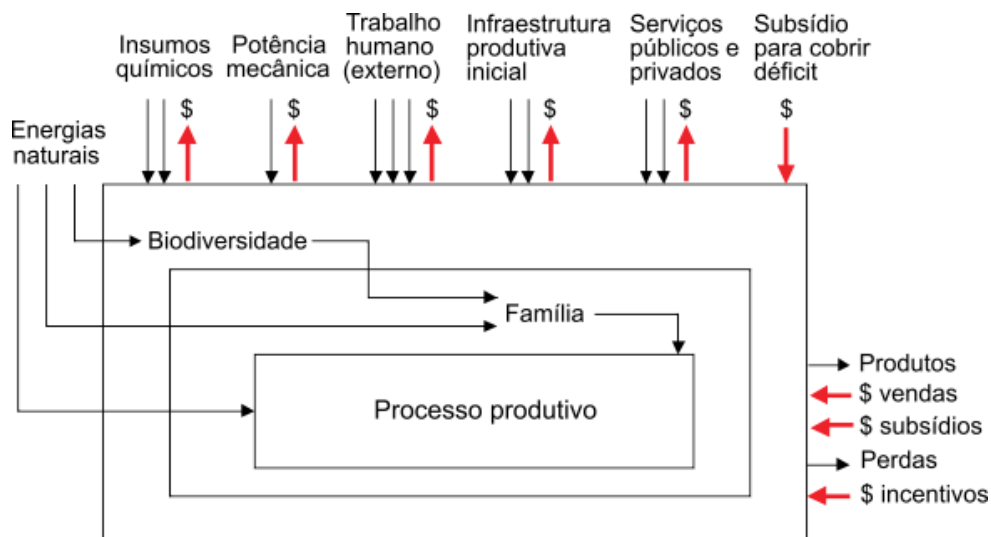 Insumos
químicos
$
Potência
mecânica
$
Trabalho
humano
(externo)
$
Infraestrutura
produtiva
inicial
$
Serviços
públicos e
privados
$
Subsídio
para cobrir
déficit
$
Energias
naturais
Biodiversidade
Família
Processo produtivo
Produtos
$ vendas
$ subsídios
Perdas
$ incentivos